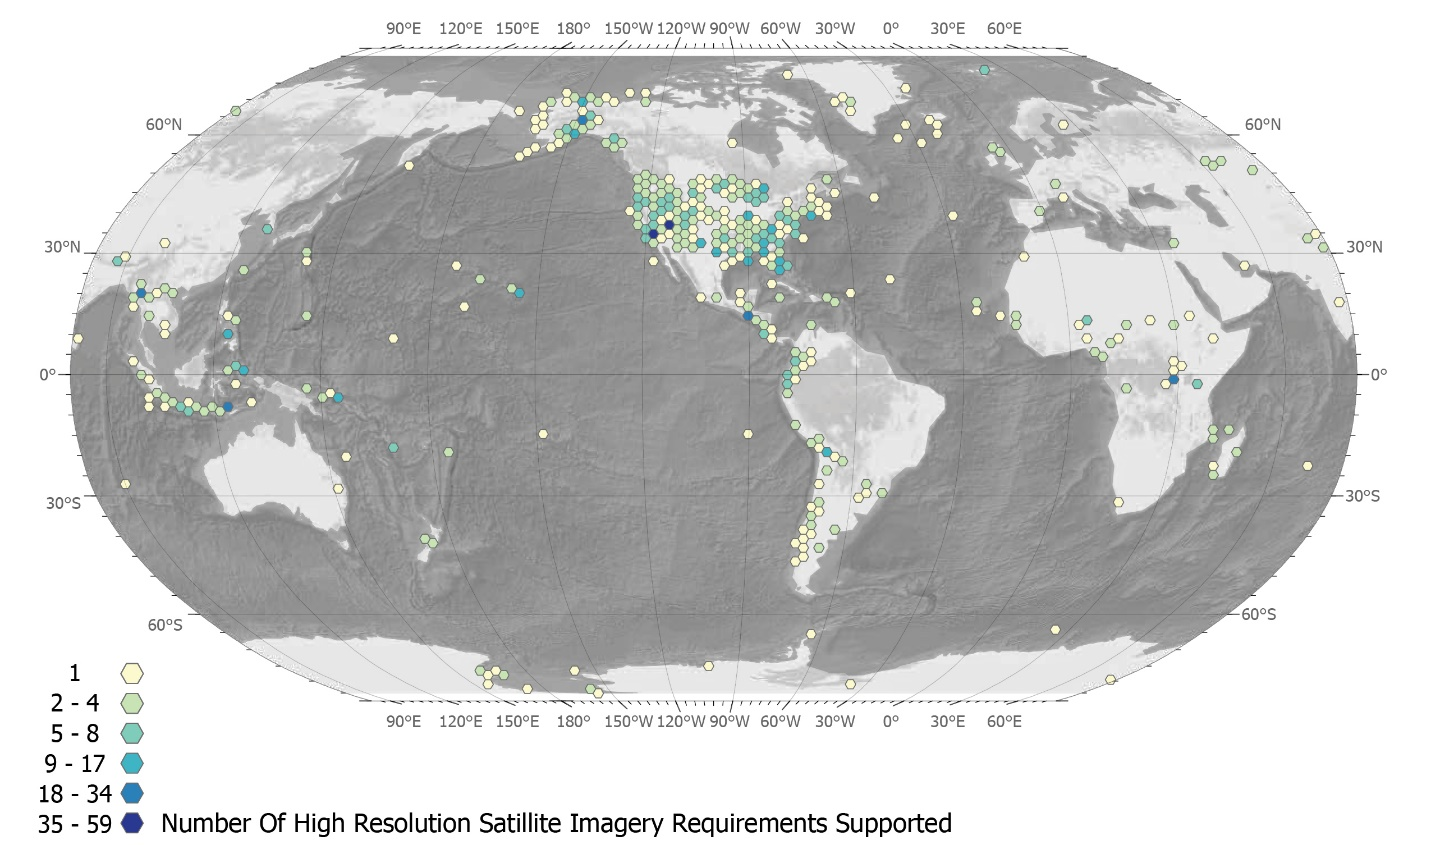 90°E 120°E 150°E 180° 150°W 120°W 90°W 60°W 30°W 0° 30°E 60°E
60°N 60°N
30°N 30°N
0° 0°
30°S 30°S
60°S 60°S
90°E 120°E 150°E 180° 150°W 120°W 90°W 60°W 30°W 0° 30°E 60°E
1
2 - 4
5 - 8
9 - 17
18 - 34
35 - 59 Number Of High Resolution Satillite Imagery Requirements Supported